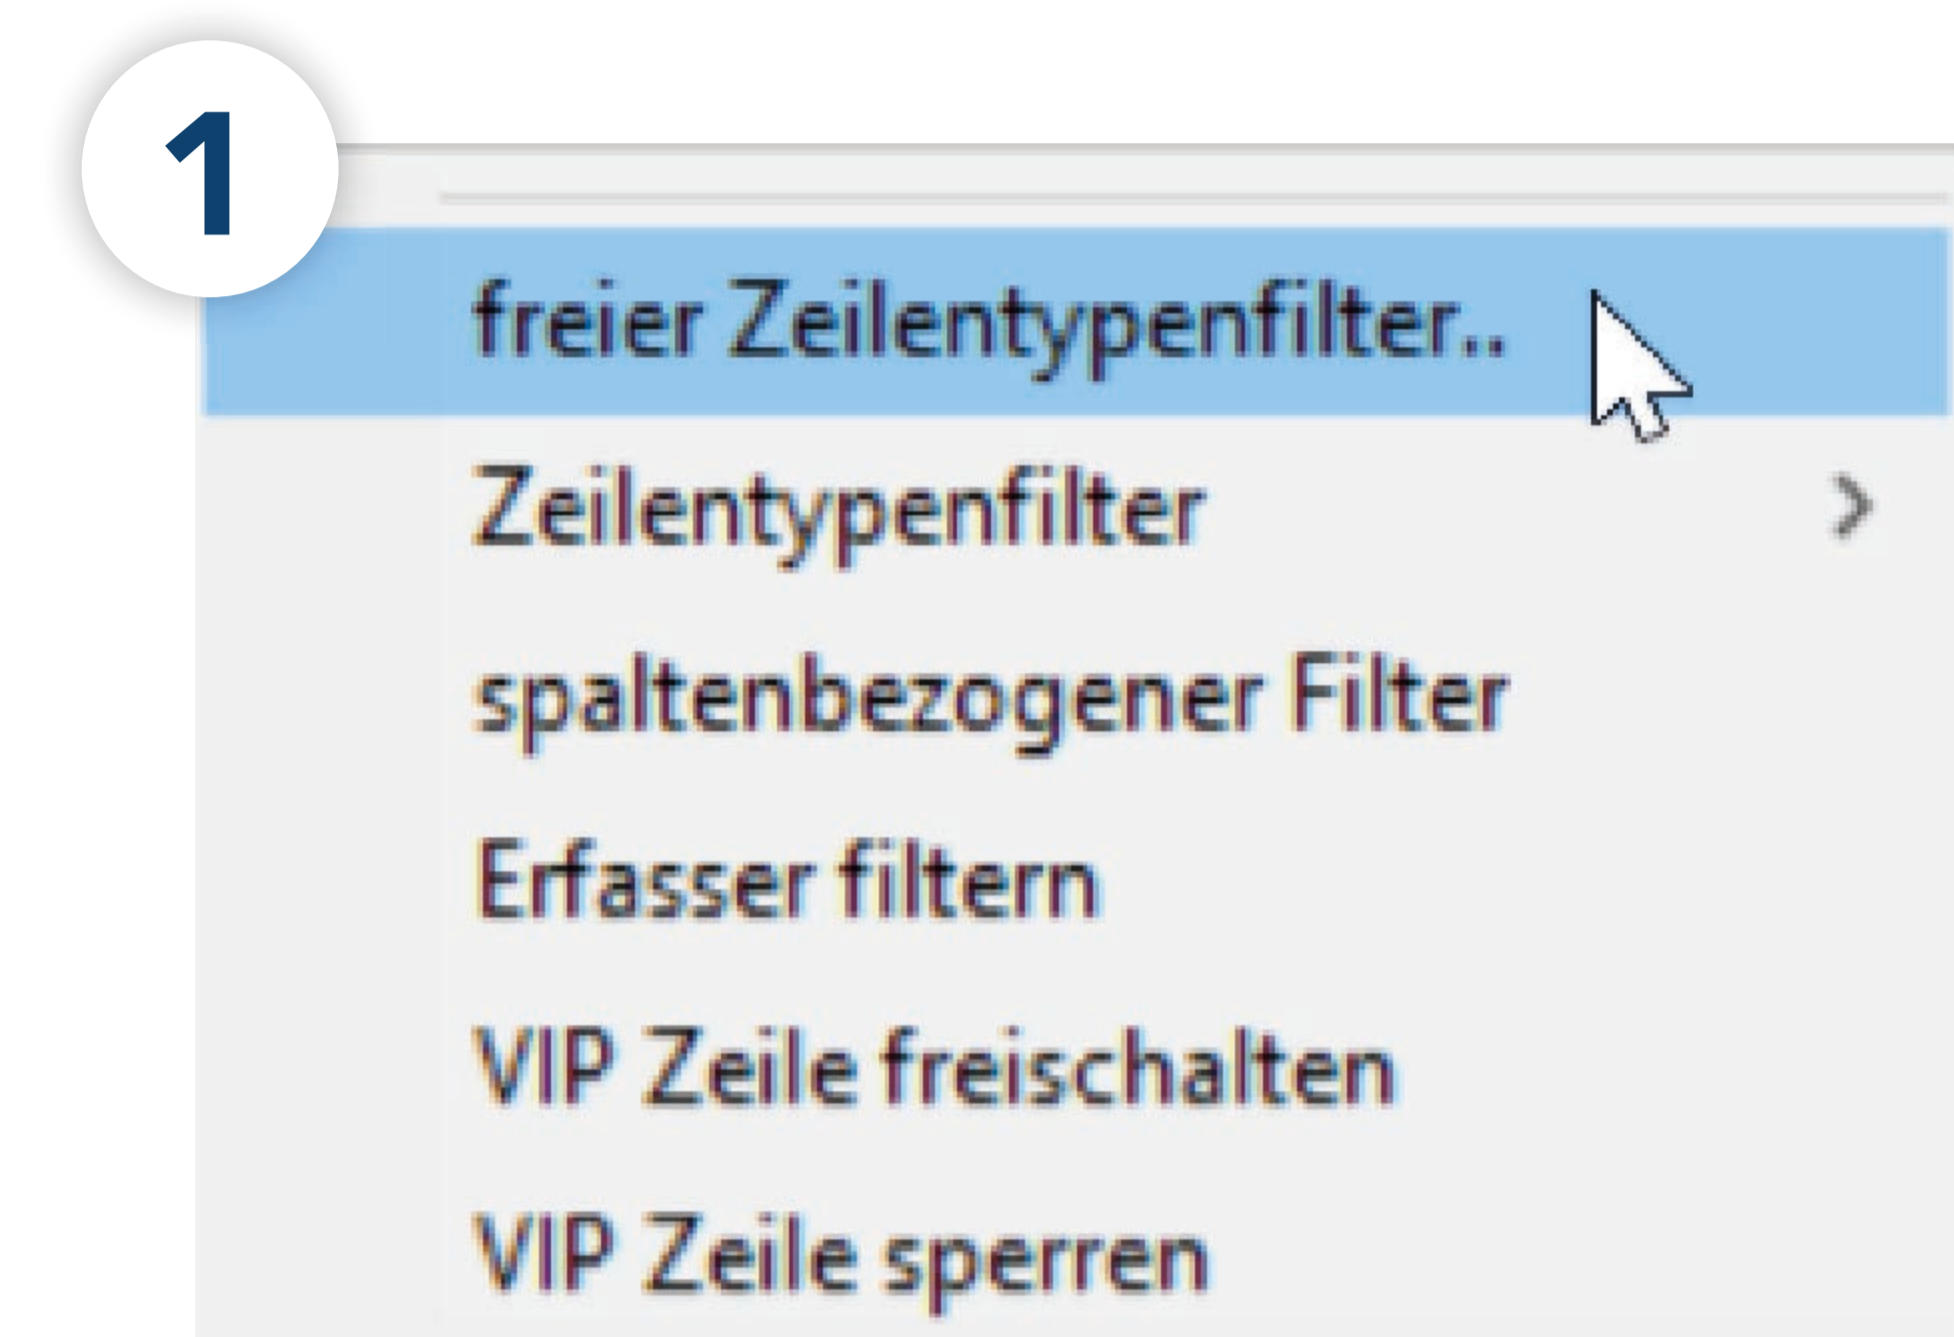 1
freier Zeilentypenfilter..
Zeilentypenfilter
spaltenbezogener Filter
Erfasser filtern
VIP Zeile freischalten
VIP Zeile sperren